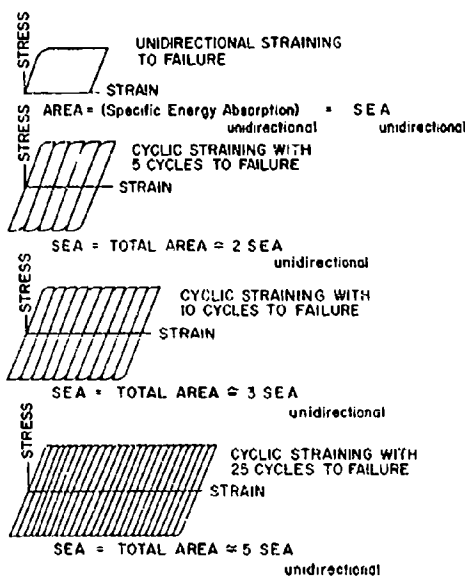 STRESS
UNIDIRECTIONAL STRAINING
TO FAILURE
STRAIN
AREA = (Specific Energy Absorption) = SEA
unidirectional unidirectional
STRESS
CYCLIC STRAINING WITH
5 CYCLES TO FAILURE
STRAIN
SEA = TOTAL AREA ≃ 2 SEA
unidirectional
STRESS
CYCLIC STRAINING WITH
10 CYCLES TO FAILURE
STRAIN
SEA = TOTAL AREA ≃ 3 SEA
unidirectional
STRESS
CYCLIC STRAINING WITH
25 CYCLES TO FAILURE
STRAIN
SEA = TOTAL AREA ≃ 5 SEA
unidirectional